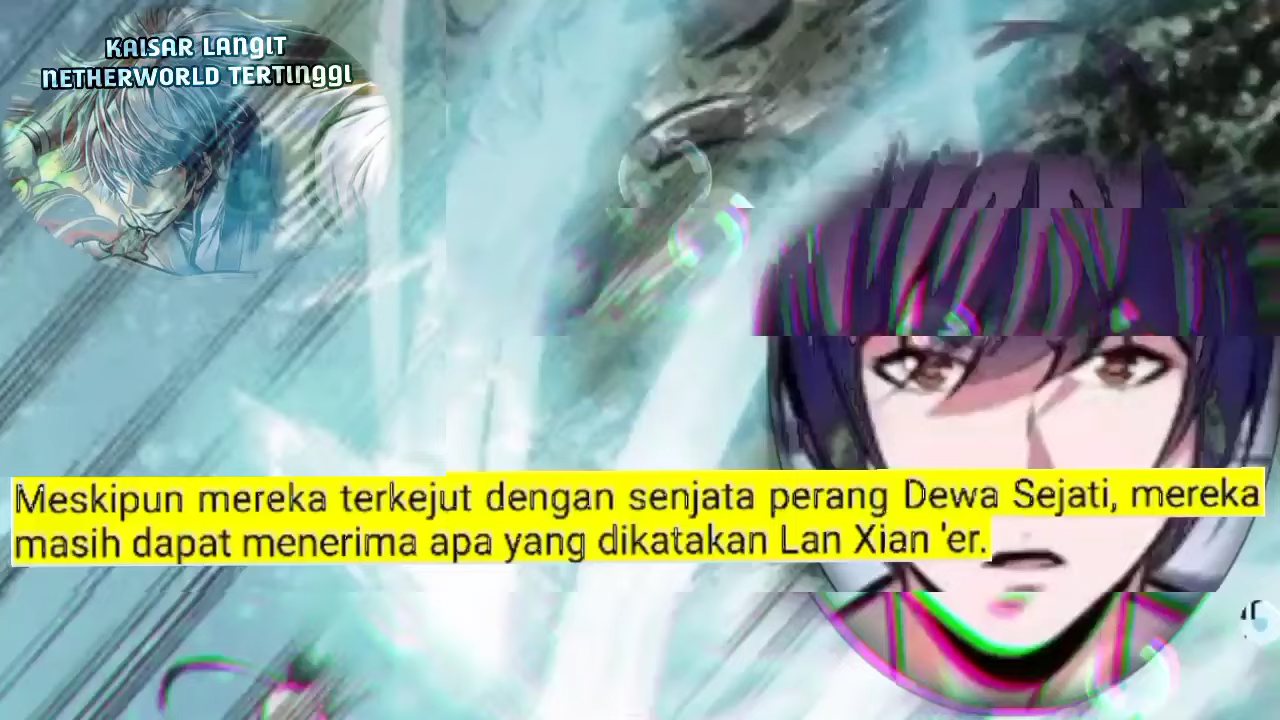 KAISAR LANGIT
NETHERWORLD TERTINGGI
Meskipun mereka terkejut dengan senjata perang Dewa Sejati, mereka
masih dapat menerima apa yang dikatakan Lan Xian 'er.